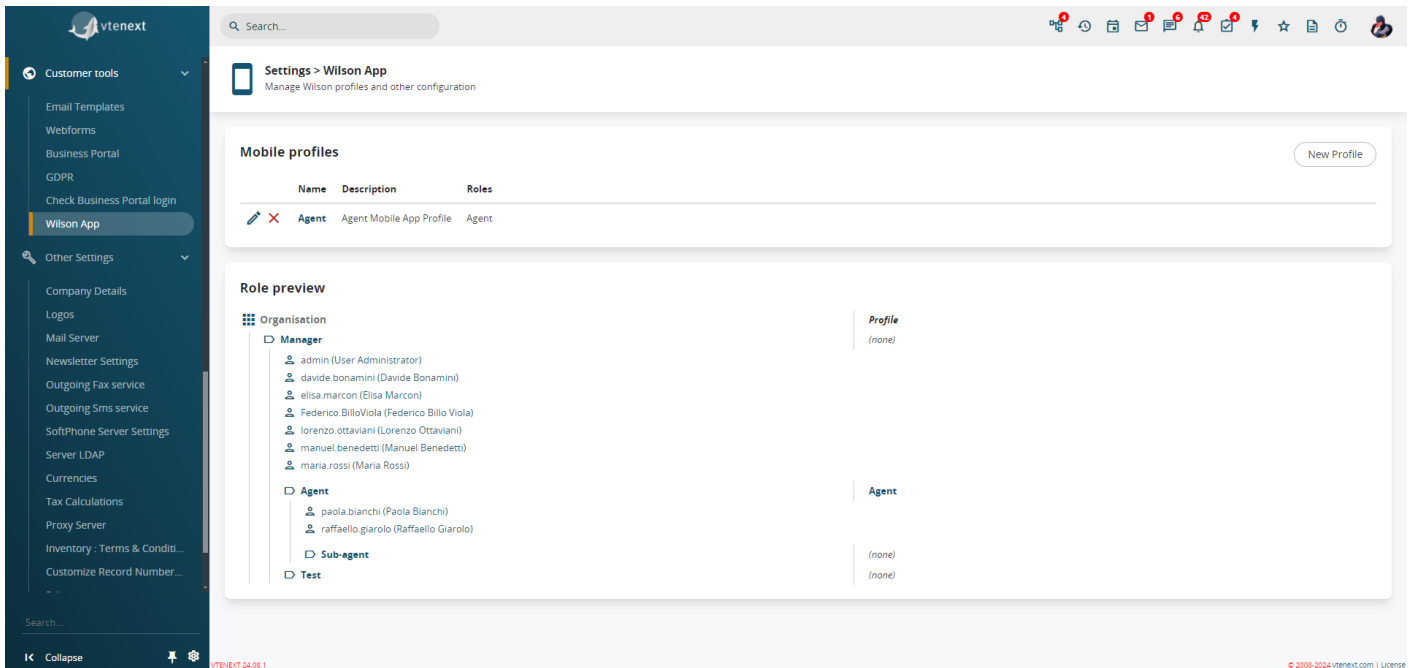 vtenext
Search...
4
1
6
42
4
Customer tools
Email Templates
Webforms
Business Portal
GDPR
Check Business Portal login
Wilson App
Other Settings
Company Details
Logos
Mail Server
Newsletter Settings
Outgoing Fax service
Outgoing Sms service
SoftPhone Server Settings
Server LDAP
Currencies
Tax Calculations
Proxy Server
Inventory : Terms & Conditi...
Customize Record Number...
Search...
Collapse
Settings > Wilson App
Manage Wilson profiles and other configuration
Mobile profiles
New Profile
Name Description Roles
Agent Agent Mobile App Profile Agent
Role preview
Organisation Profile
Manager (none)
admin (User Administrator)
davide.bonamini (Davide Bonamini)
elisa.marcon (Elisa Marcon)
Federico.BilloViola (Federico Billo Viola)
lorenzo.ottaviani (Lorenzo Ottaviani)
manuel.benedetti (Manuel Benedetti)
maria.rossi (Maria Rossi)
Agent Agent
paola.bianchi (Paola Bianchi)
raffaello.giarolo (Raffaello Giarolo)
Sub-agent (none)
Test (none)
VTENEXT 24.08.1
© 2008-2024 vtenext.com | License